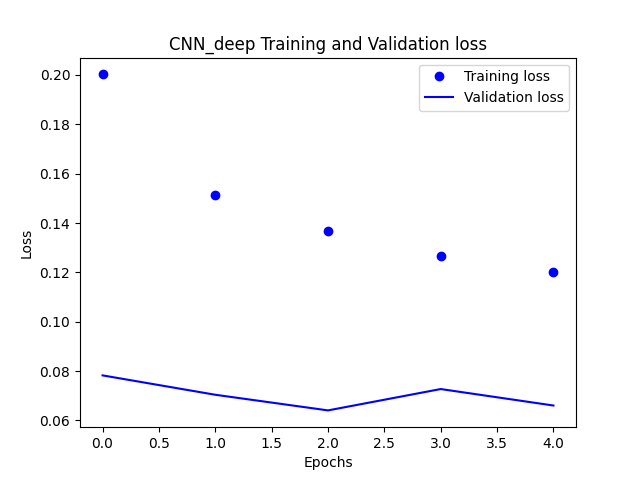 CNN_deep Training and Validation loss
Training loss
Validation loss
0.20
0.18
0.16
0.14
0.12
0.10
0.08
0.06
Loss
0.0 0.5 1.0 1.5 2.0 2.5 3.0 3.5 4.0
Epochs